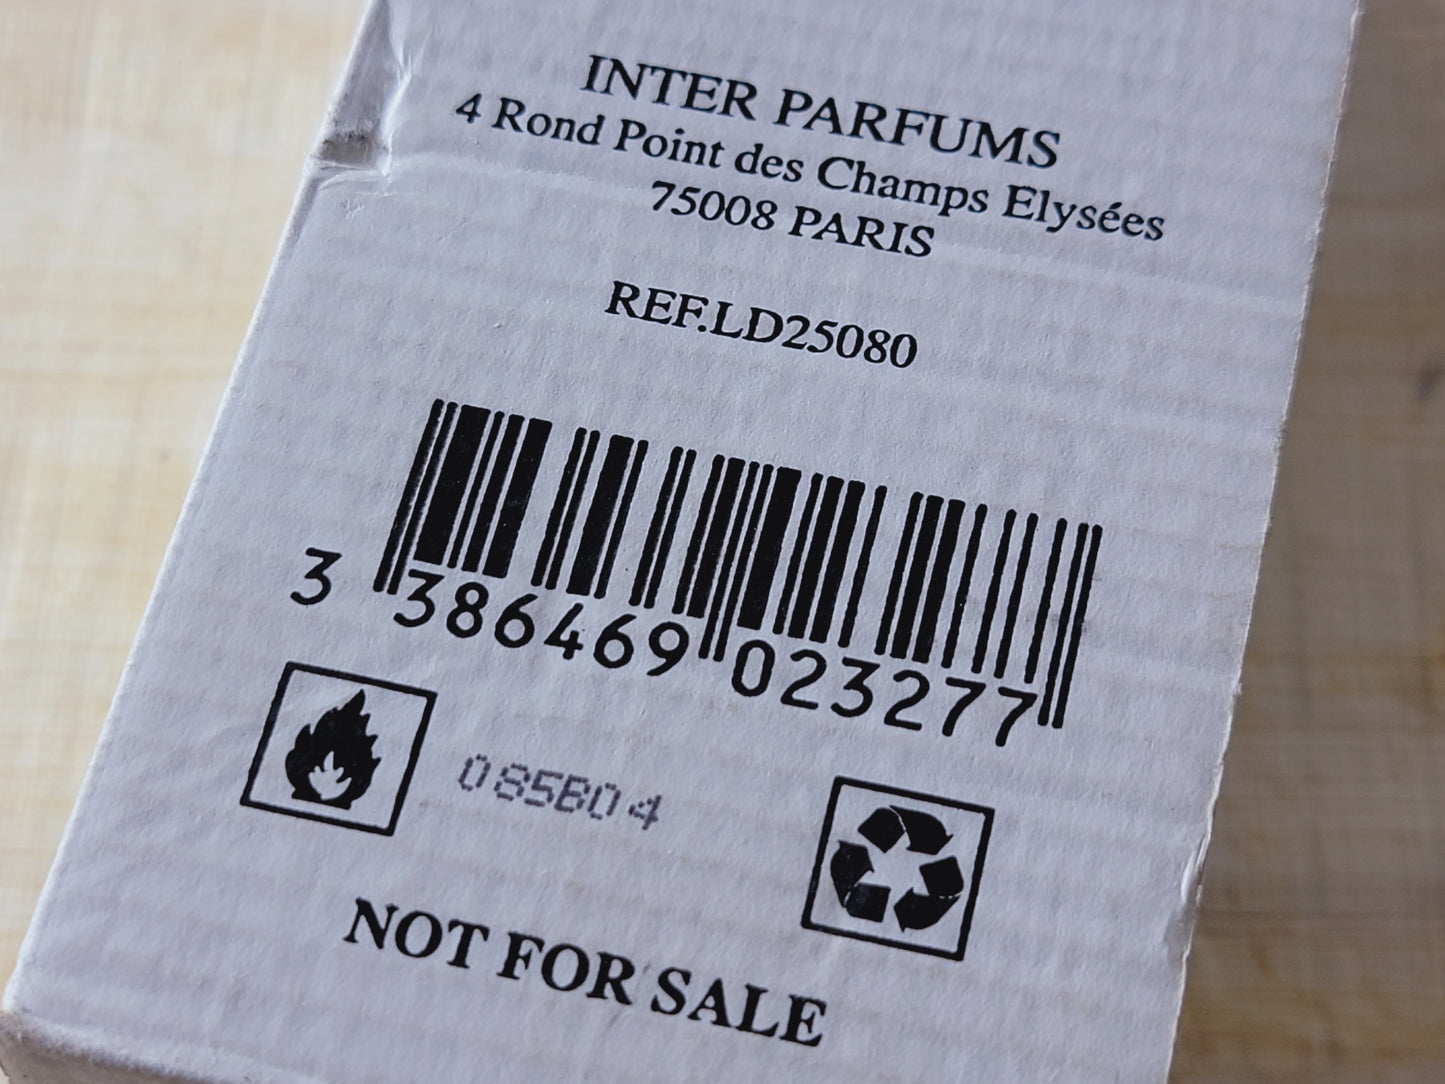 INTER PARFUMS
4 Rond Point des Champs Elysées
75008 PARIS
REF.LD25080
3 386469 023277
085B04
NOT FOR SALE